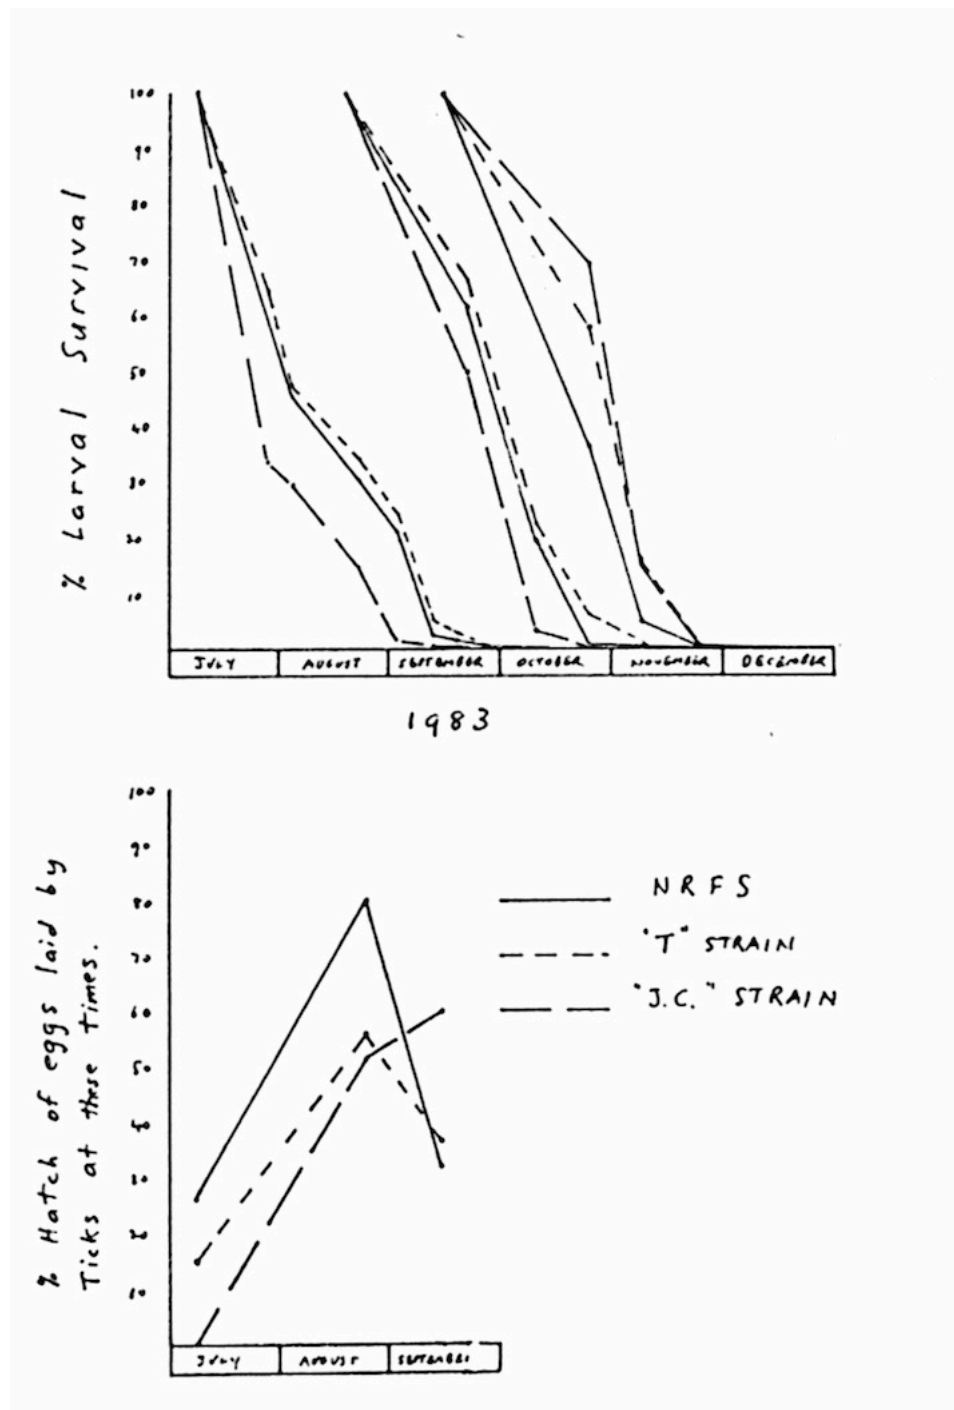 100
90
80
70
60
50
40
30
20
10
% Larval Survival
JULY AUGUST SEPTEMBER OCTOBER NOVEMBER DECEMBER
1983
100
90
80
70
60
50
40
30
20
10
% Hatch of eggs laid by
Ticks at these times.
NRFS
"T" STRAIN
"J.C." STRAIN
JULY AUGUST